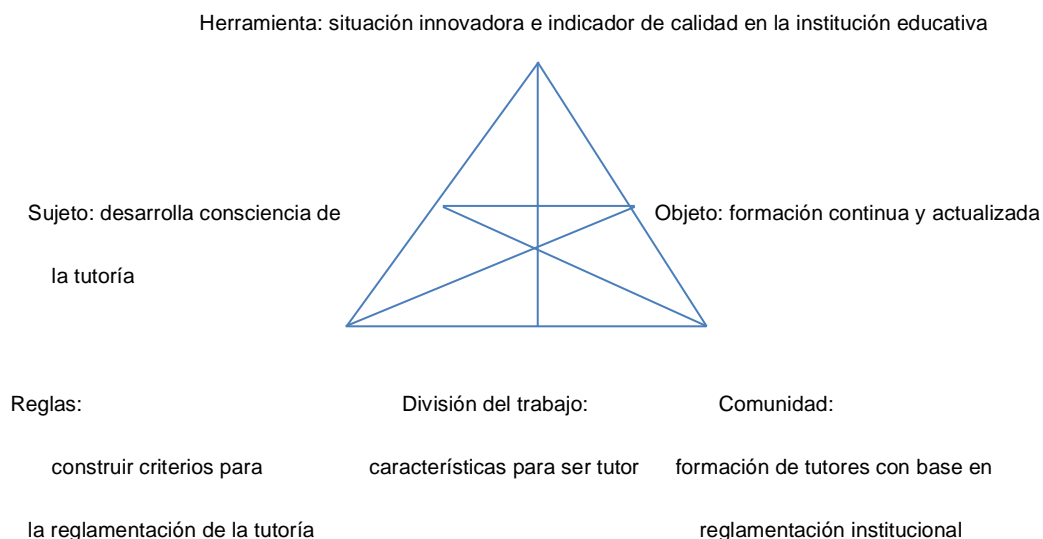 Herramienta: situación innovadora e indicador de calidad en la institución educativa
Sujeto: desarrolla consciencia de
la tutoría
Objeto: formación continua y actualizada
Reglas:
construir criterios para
la reglamentación de la tutoría
División del trabajo:
características para ser tutor
Comunidad:
formación de tutores con base en
reglamentación institucional